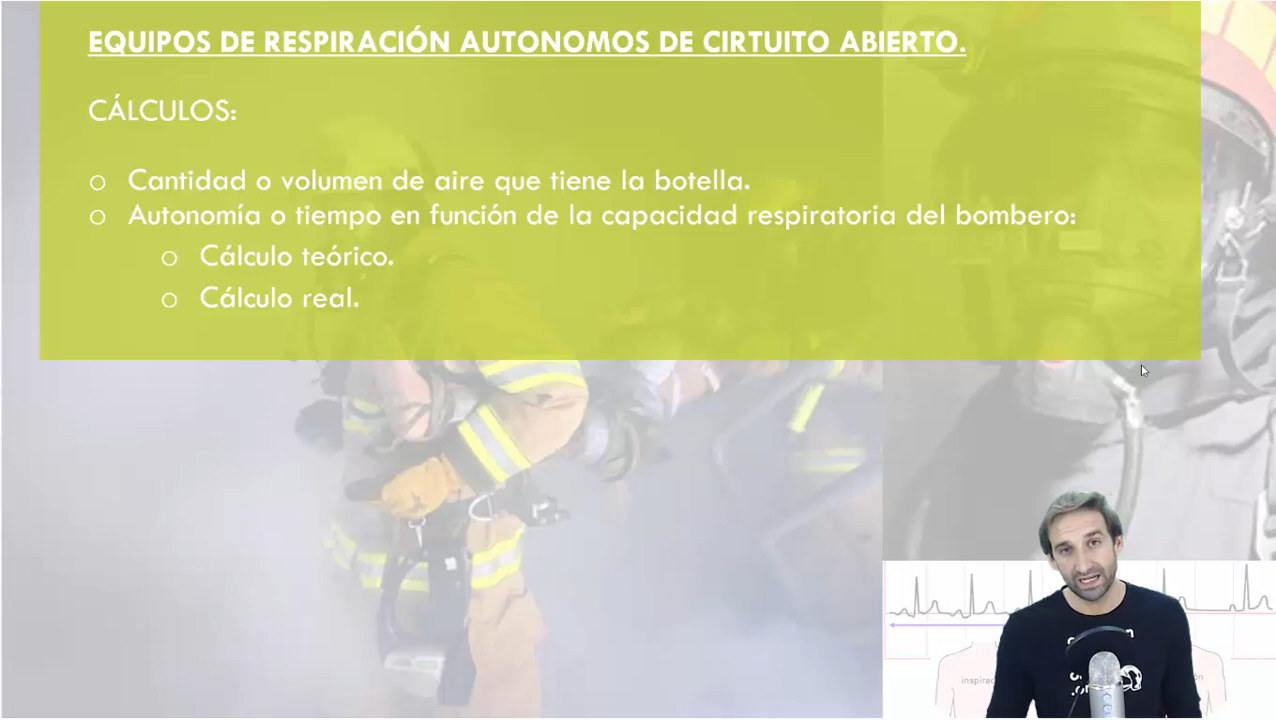 EQUIPOS DE RESPIRACIÓN AUTONOMOS DE CIRTUITO ABIERTO.
CÁLCULOS:
o Cantidad o volumen de aire que tiene la botella.
o Autonomía o tiempo en función de la capacidad respiratoria del bombero:
o Cálculo teórico.
o Cálculo real.